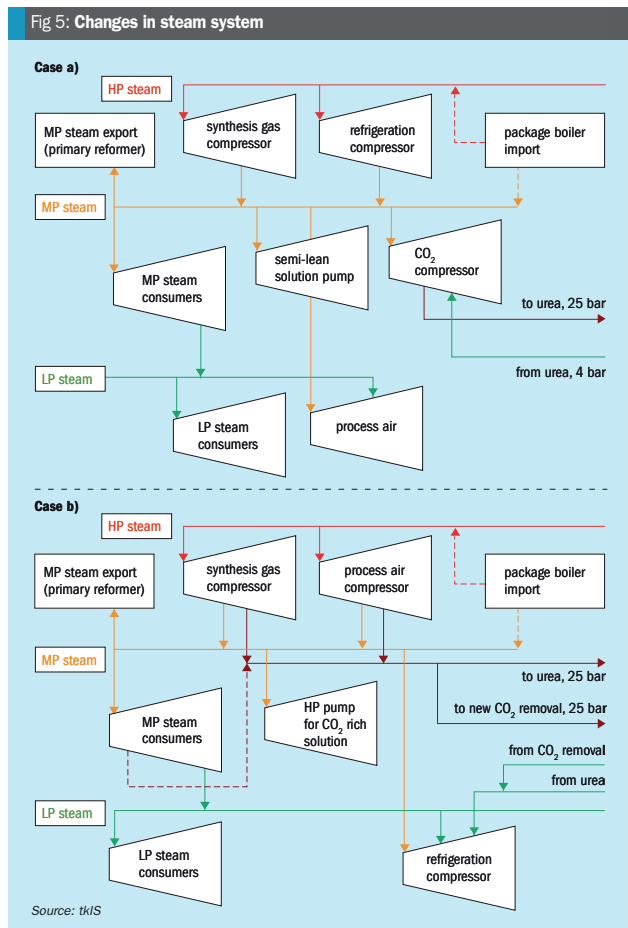 Fig 5: Changes in steam system
Case a)
HP steam
MP steam export
(primary reformer)
synthesis gas
compressor
refrigeration
compressor
package boiler
import
MP steam
MP steam
consumers
semi-lean
solution pump
CO2
compressor
to urea, 25 bar
from urea, 4 bar
LP steam
LP steam
consumers
process air
Case b)
HP steam
MP steam export
(primary reformer)
synthesis gas
compressor
process air
compressor
package boiler
import
MP steam
to urea, 25 bar
MP steam
consumers
HP pump
for CO2 rich
solution
to new CO2 removal, 25 bar
from CO2 removal
from urea
LP steam
LP steam
consumers
refrigeration
compressor
Source: tkIS